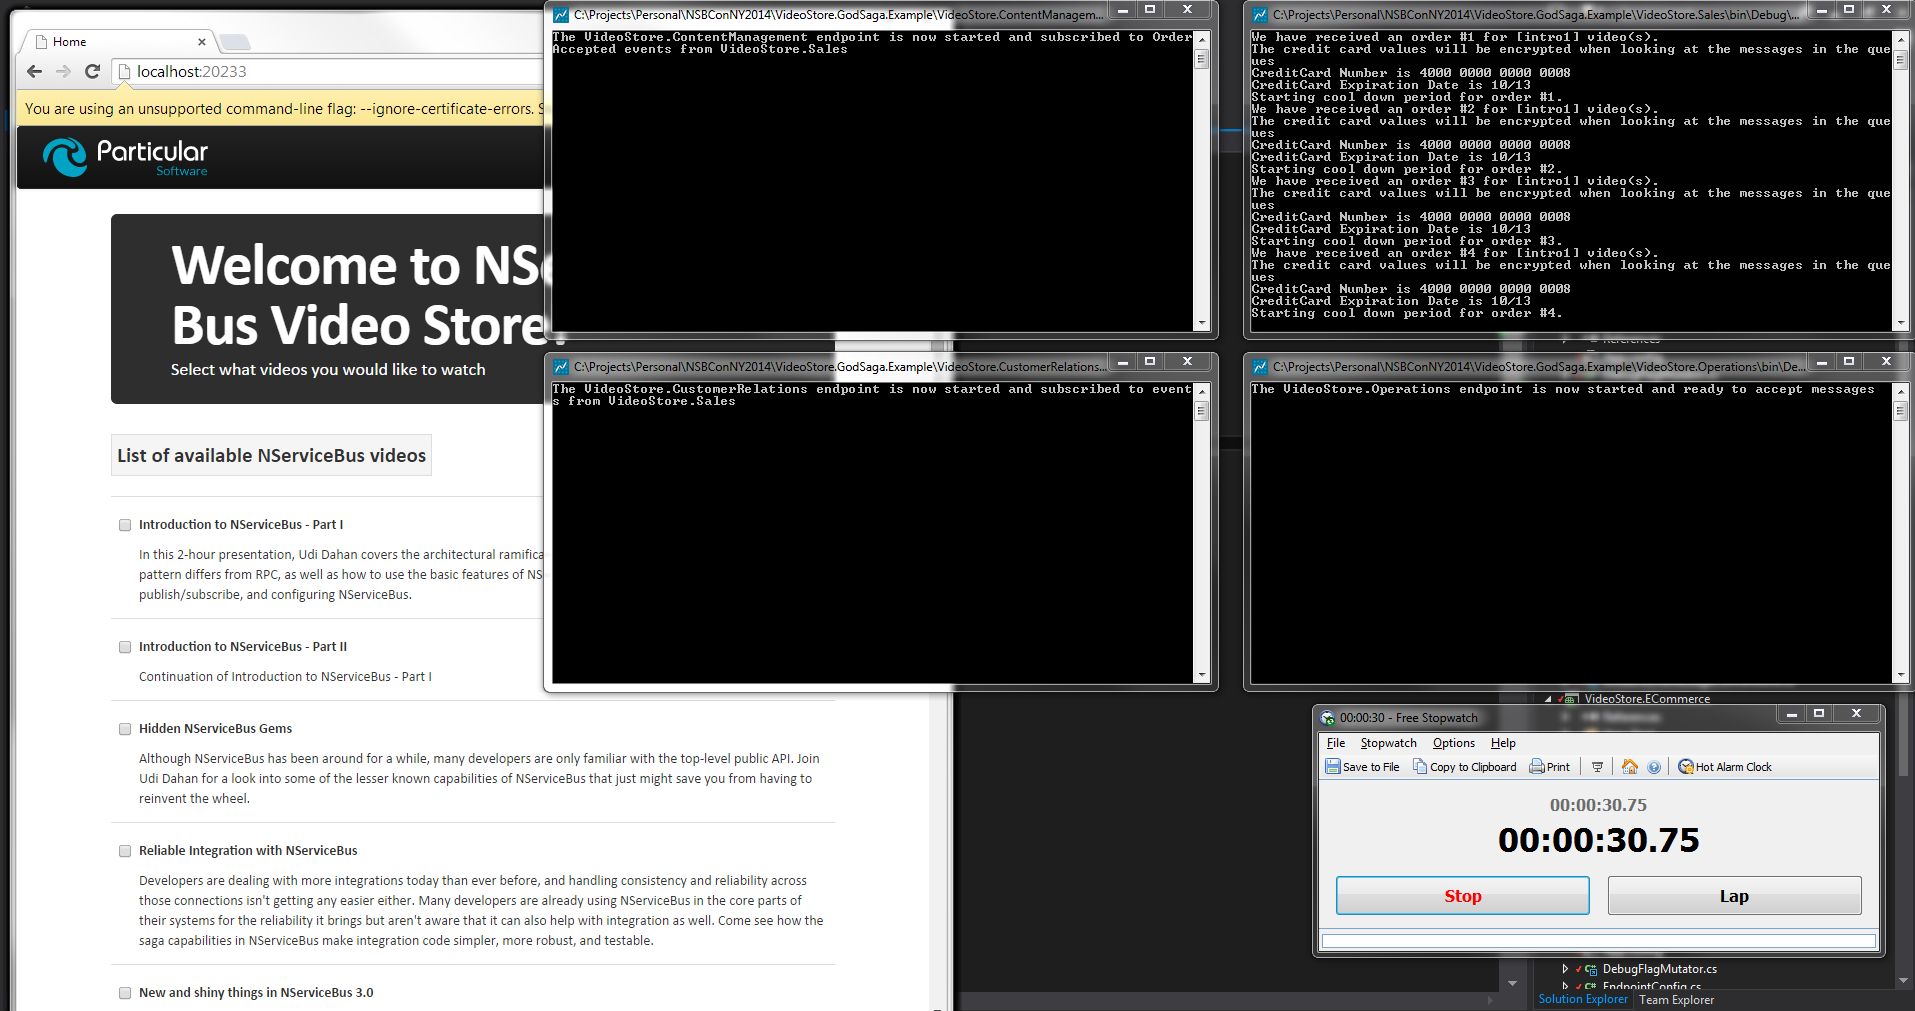 Home
localhost:20233
You are using an unsupported command-line flag: --ignore-certificate-errors. S
Particular
Software
Welcome to NSe
Bus Video Store!
Select what videos you would like to watch
List of available NServiceBus videos
Introduction to NServiceBus - Part I
In this 2-hour presentation, Udi Dahan covers the architectural ramifica
pattern differs from RPC, as well as how to use the basic features of NS
publish/subscribe, and configuring NServiceBus.
Introduction to NServiceBus - Part II
Continuation of Introduction to NServiceBus - Part I
Hidden NServiceBus Gems
Although NServiceBus has been around for a while, many developers are only familiar with the top-level public API. Join
Udi Dahan for a look into some of the lesser known capabilities of NServiceBus that just might save you from having to
reinvent the wheel.
Reliable Integration with NServiceBus
Developers are dealing with more integrations today than ever before, and handling consistency and reliability across
those connections isn't getting any easier either. Many developers are already using NServiceBus in the core parts of
their systems for the reliability it brings but aren't aware that it can also help with integration as well. Come see how the
saga capabilities in NServiceBus make integration code simpler, more robust, and testable.
New and shiny things in NServiceBus 3.0
C:\Projects\Personal\NSBConNY2014\VideoStore.GodSaga.Example\VideoStore.ContentManagem...
The VideoStore.ContentManagement endpoint is now started and subscribed to Order
Accepted events from VideoStore.Sales
C:\Projects\Personal\NSBConNY2014\VideoStore.GodSaga.Example\VideoStore.Sales\bin\Debug\...
We have received an order #1 for [intro1] video(s).
The credit card values will be encrypted when looking at the messages in the que
ues
CreditCard Number is 4000 0000 0000 0008
CreditCard Expiration Date is 10/13
Starting cool down period for order #1.
We have received an order #2 for [intro1] video(s).
The credit card values will be encrypted when looking at the messages in the que
ues
CreditCard Number is 4000 0000 0000 0008
CreditCard Expiration Date is 10/13
Starting cool down period for order #2.
We have received an order #3 for [intro1] video(s).
The credit card values will be encrypted when looking at the messages in the que
ues
CreditCard Number is 4000 0000 0000 0008
CreditCard Expiration Date is 10/13
Starting cool down period for order #3.
We have received an order #4 for [intro1] video(s).
The credit card values will be encrypted when looking at the messages in the que
ues
CreditCard Number is 4000 0000 0000 0008
CreditCard Expiration Date is 10/13
Starting cool down period for order #4.
References
C:\Projects\Personal\NSBConNY2014\VideoStore.GodSaga.Example\VideoStore.CustomerRelations...
The VideoStore.CustomerRelations endpoint is now started and subscribed to event
s from VideoStore.Sales
C:\Projects\Personal\NSBConNY2014\VideoStore.GodSaga.Example\VideoStore.Operations\bin\De...
The VideoStore.Operations endpoint is now started and ready to accept messages
VideoStore.ECommerce
00:00:30 - Free Stopwatch
File Stopwatch Options Help
Save to File Copy to Clipboard Print Hot Alarm Clock
00:00:30.75
00:00:30.75
Stop Lap
C# DebugFlagMutator.cs
C# EndpointConfig.cs
Solution Explorer Team Explorer